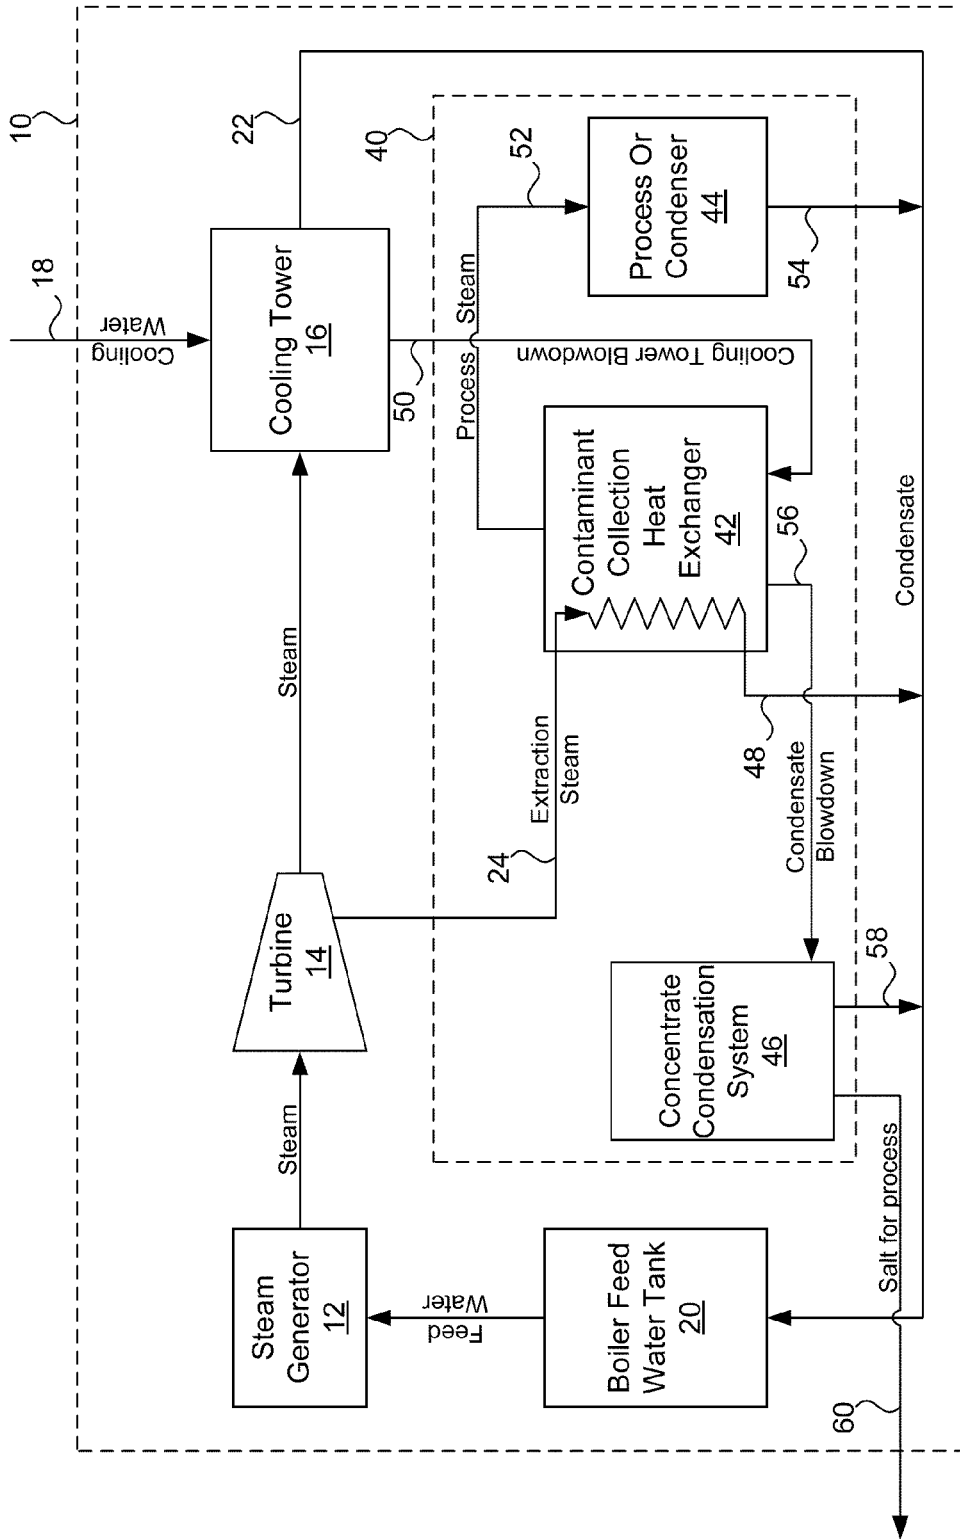 10
18
Cooling
Water
22
Cooling Tower
16
Steam
Turbine
14
Steam
Steam
Generator
12
Feed
Water
Boiler Feed
Water Tank
20
40
50
Cooling Tower Blowdown
Process Steam
52
Process Or
Condenser
44
54
Contaminant
Collection
Heat
Exchanger
42
56
Extraction
Steam
24
48
Condensate
Blowdown
Concentrate
Condensation
System
46
58
Condensate
Salt for process
60